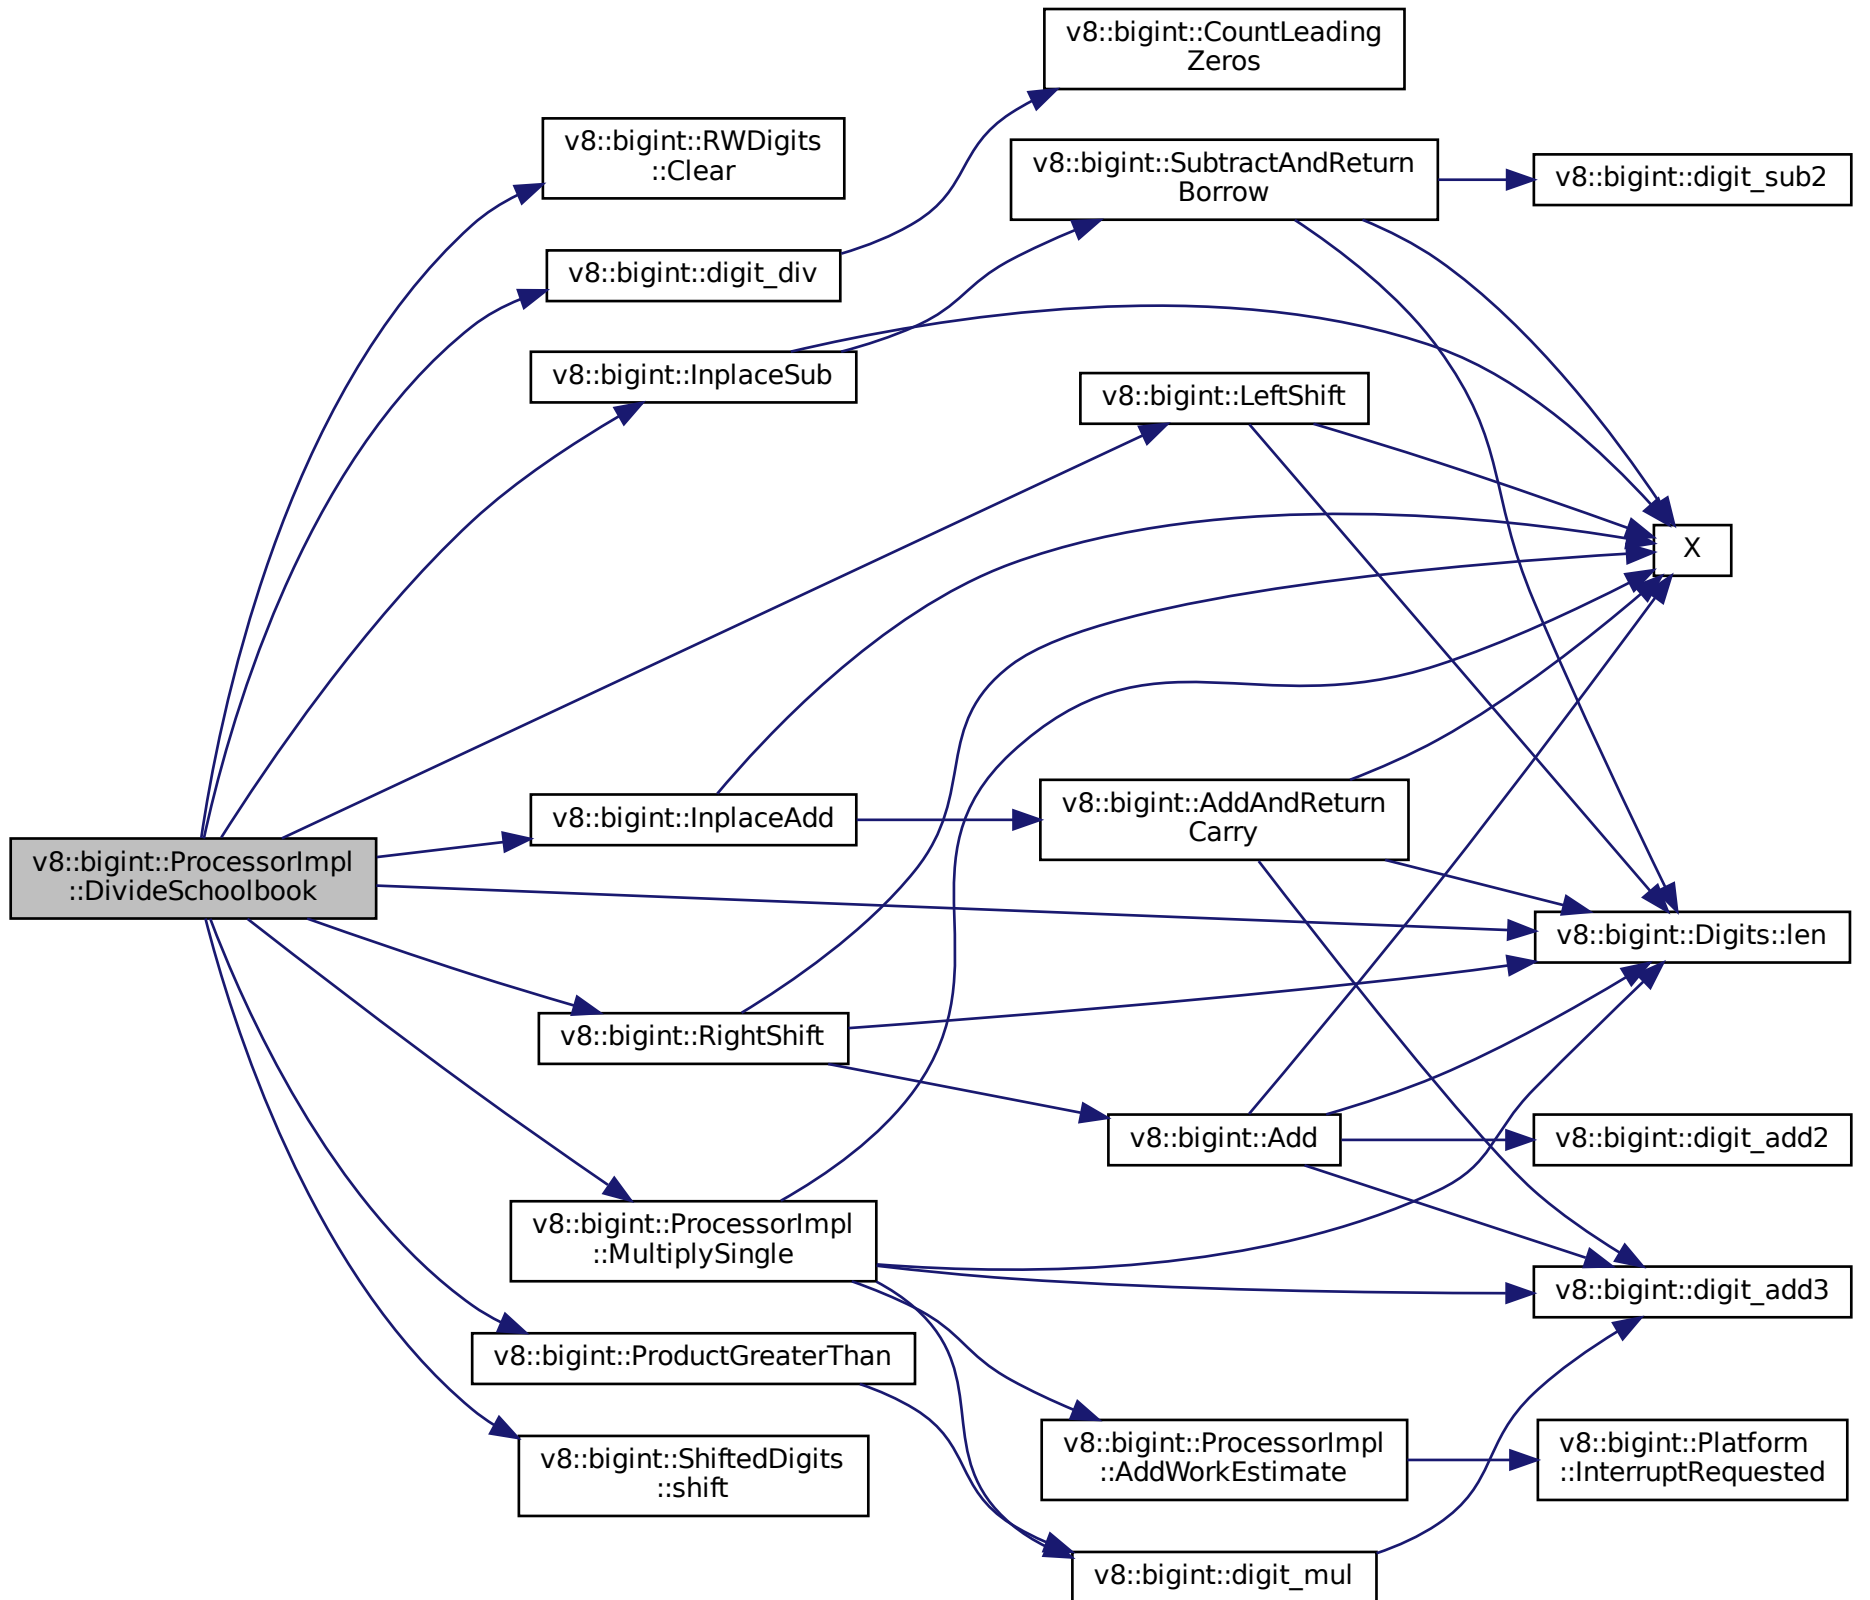 v8::bigint::CountLeading
Zeros
v8::bigint::RWDigits
::Clear
v8::bigint::SubtractAndReturn
Borrow
v8::bigint::digit_sub2
v8::bigint::digit_div
v8::bigint::InplaceSub
v8::bigint::LeftShift
X
v8::bigint::InplaceAdd
v8::bigint::AddAndReturn
Carry
v8::bigint::ProcessorImpl
::DivideSchoolbook
v8::bigint::Digits::len
v8::bigint::RightShift
v8::bigint::Add
v8::bigint::digit_add2
v8::bigint::ProcessorImpl
::MultiplySingle
v8::bigint::digit_add3
v8::bigint::ProductGreaterThan
v8::bigint::ProcessorImpl
::AddWorkEstimate
v8::bigint::Platform
::InterruptRequested
v8::bigint::ShiftedDigits
::shift
v8::bigint::digit_mul